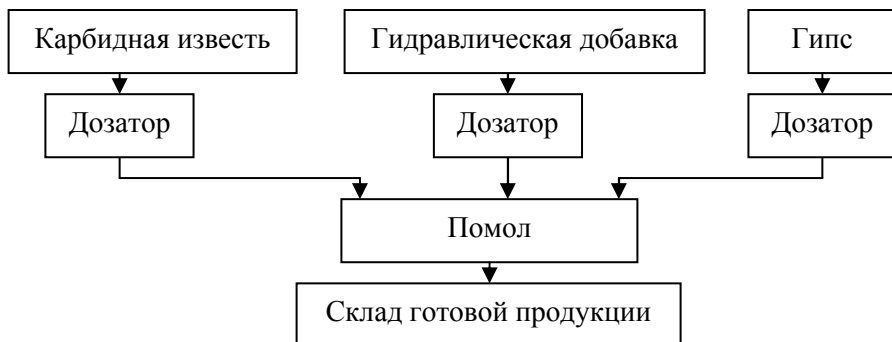 Карбидная известь
Гидравлическая добавка
Гипс
Дозатор
Дозатор
Дозатор
Помол
Склад готовой продукции